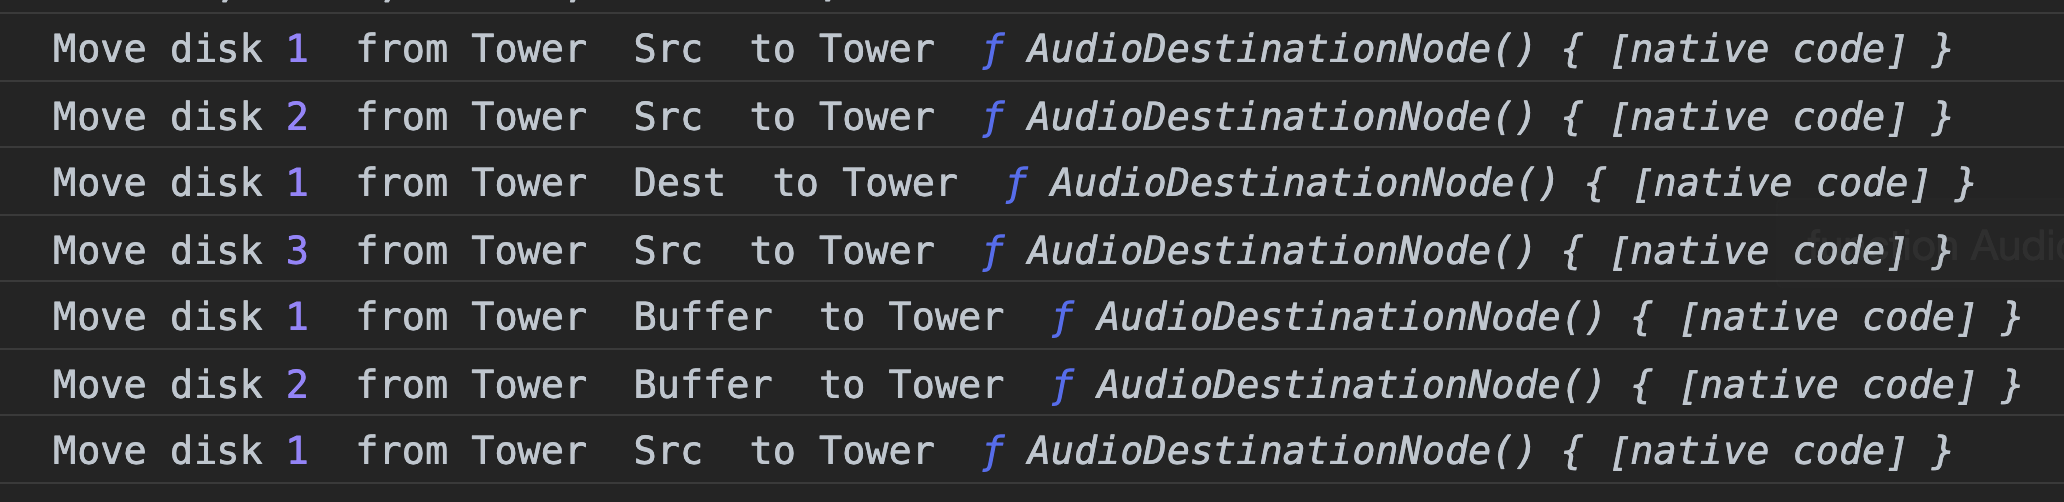 Move disk 1 from Tower Src to Tower ƒ AudioDestinationNode() { [native code] }
Move disk 2 from Tower Src to Tower ƒ AudioDestinationNode() { [native code] }
Move disk 1 from Tower Dest to Tower ƒ AudioDestinationNode() { [native code] }
Move disk 3 from Tower Src to Tower ƒ AudioDestinationNode() { [native code] }
function Audio
Move disk 1 from Tower Buffer to Tower ƒ AudioDestinationNode() { [native code] }
Move disk 2 from Tower Buffer to Tower ƒ AudioDestinationNode() { [native code] }
Move disk 1 from Tower Src to Tower ƒ AudioDestinationNode() { [native code] }